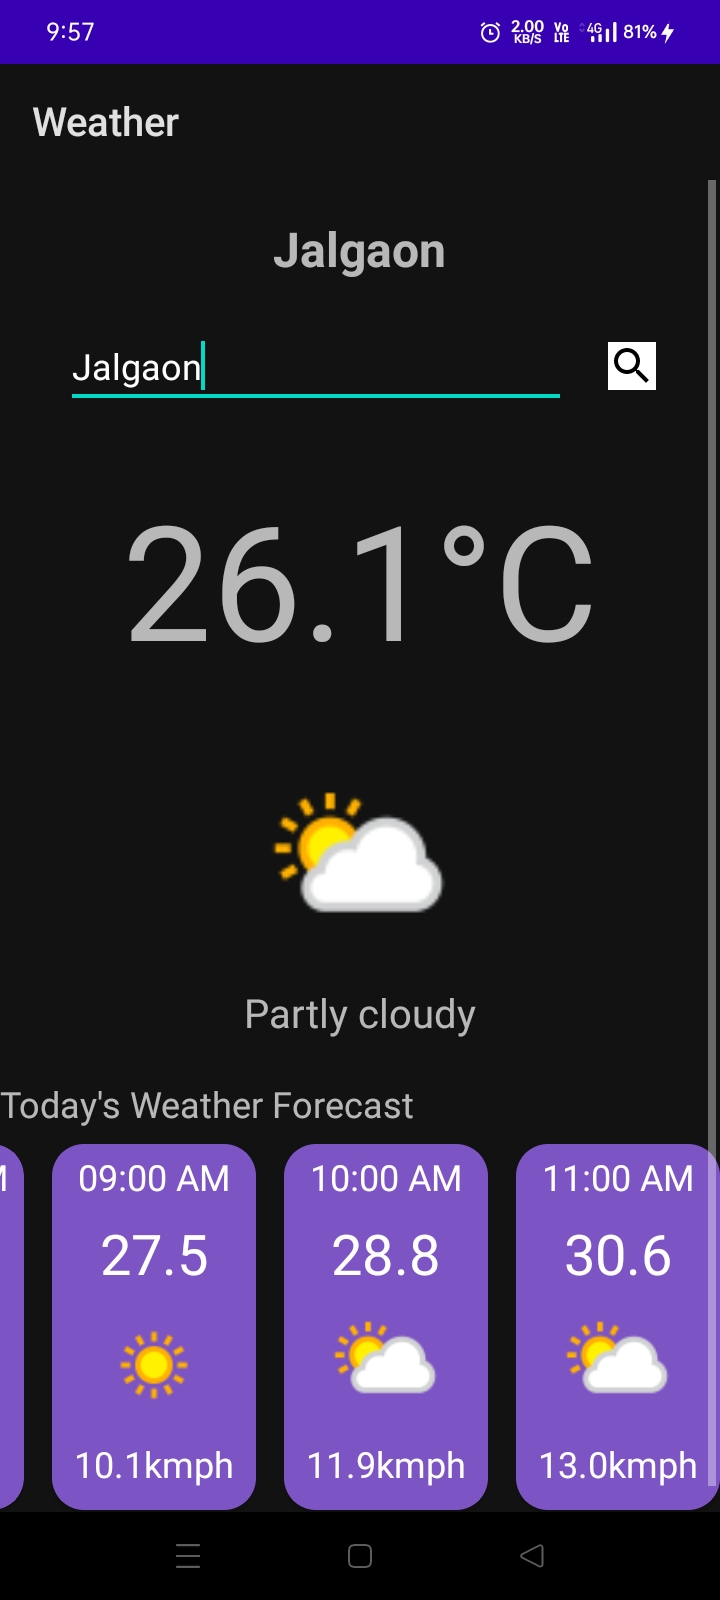 9:57 2.00 KB/S Vo LTE 4G 81%
Weather
Jalgaon
Jalgaon
26.1°C
Partly cloudy
Today's Weather Forecast
M 09:00 AM 10:00 AM 11:00 AM
27.5 28.8 30.6
10.1kmph 11.9kmph 13.0kmph